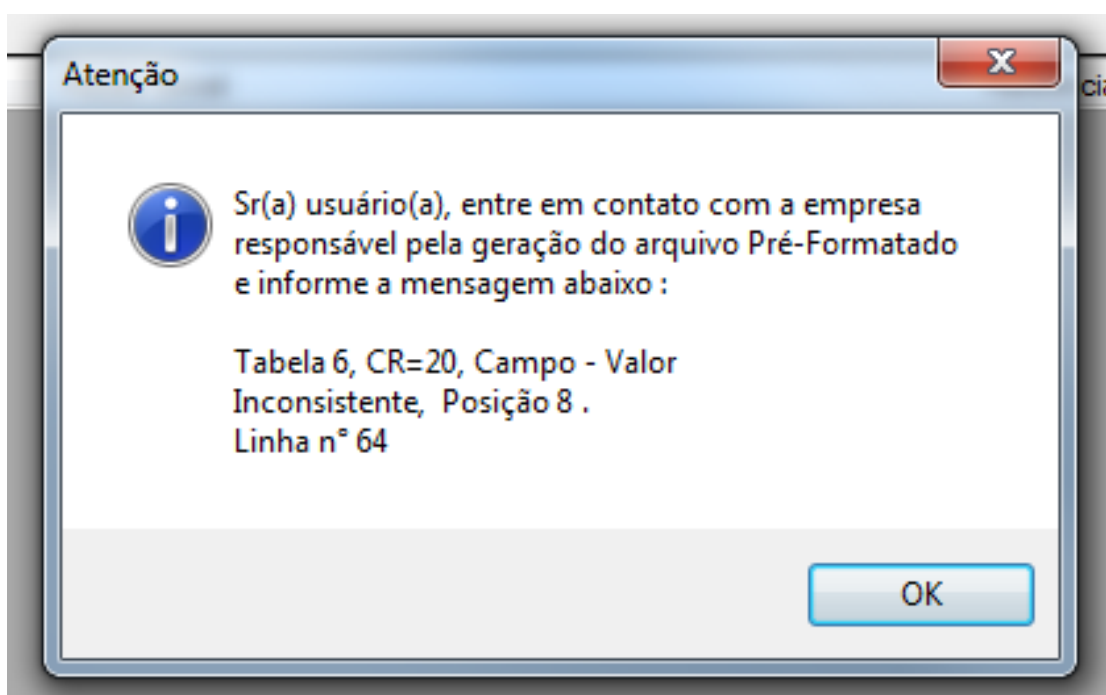 Atenção
Sr(a) usuário(a), entre em contato com a empresa
responsável pela geração do arquivo Pré-Formatado
e informe a mensagem abaixo :
Tabela 6, CR=20, Campo - Valor
Inconsistente,  Posição 8 .
Linha n° 64
OK